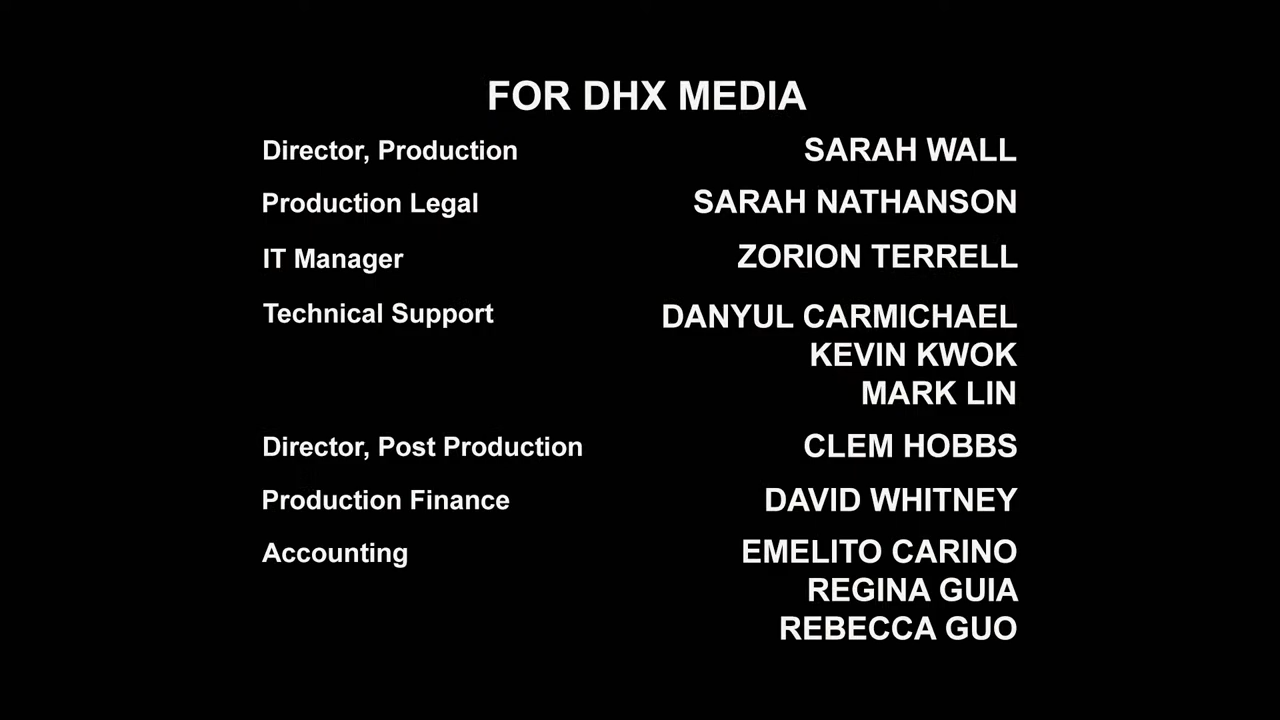 FOR DHX MEDIA
Director, Production SARAH WALL
Production Legal SARAH NATHANSON
IT Manager ZORION TERRELL
Technical Support DANYUL CARMICHAEL
KEVIN KWOK
MARK LIN
Director, Post Production CLEM HOBBS
Production Finance DAVID WHITNEY
Accounting EMELITO CARINO
REGINA GUIA
REBECCA GUO